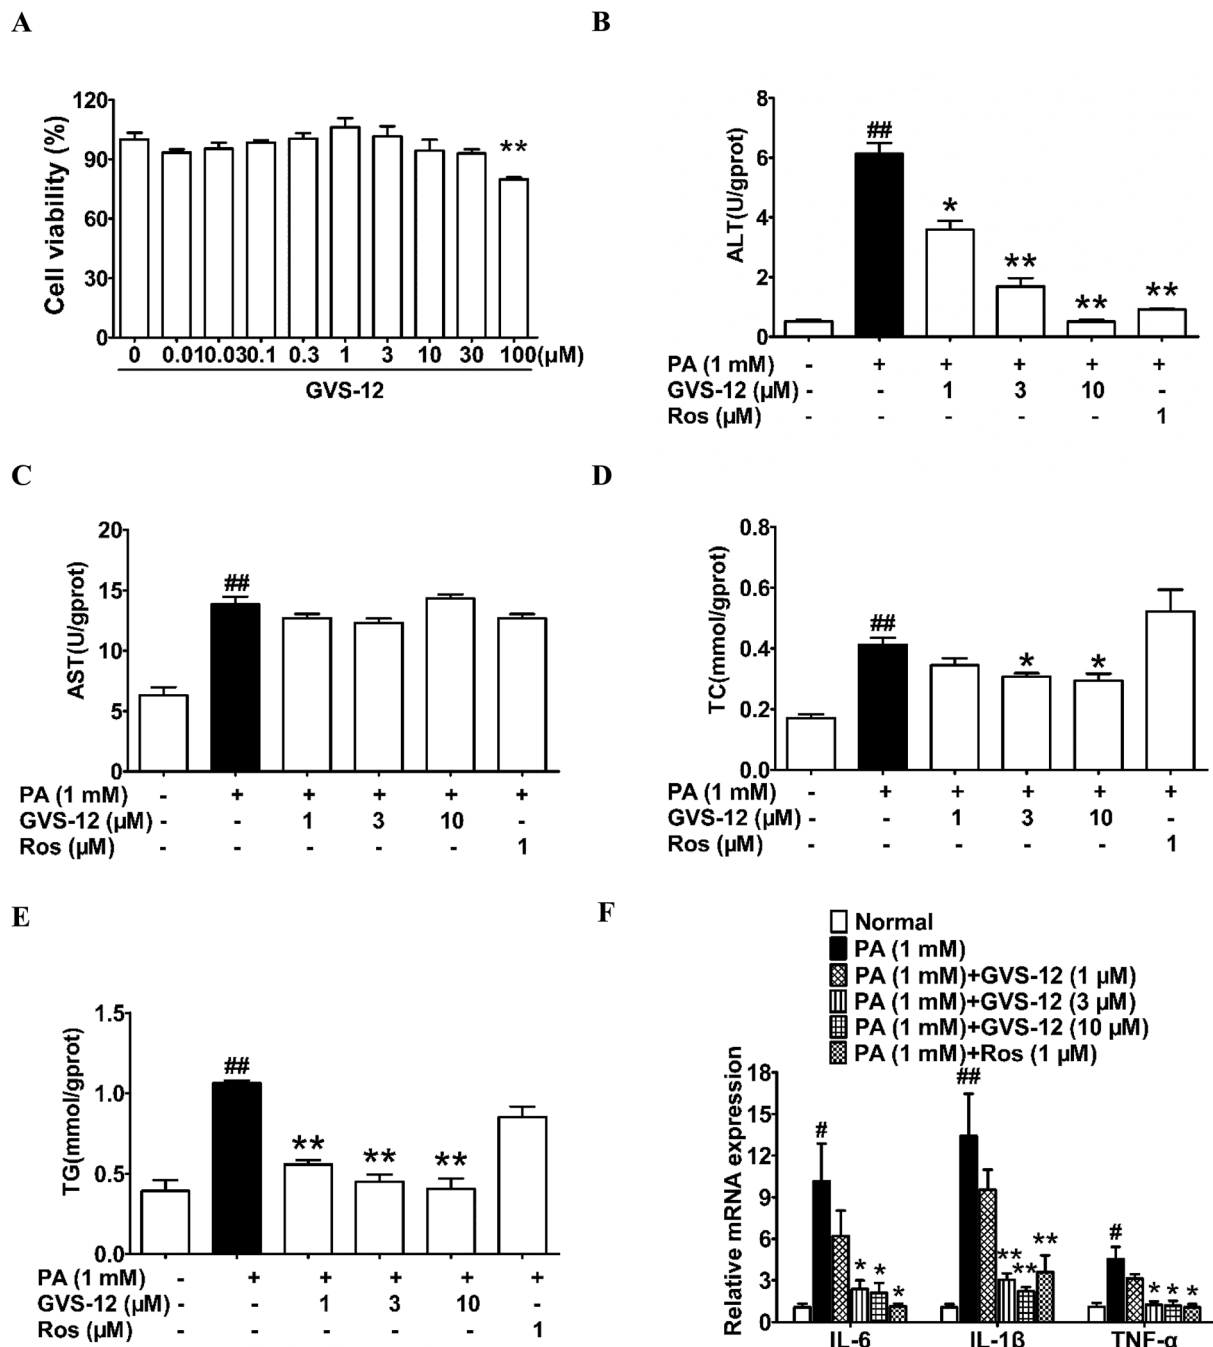 A
Cell viability (%)
120
90
60
30
0
**
0 0.01 0.03 0.1 0.3 1 3 10 30 100 (µM)
GVS-12
B
ALT(U/gprot)
8
6
4
2
0
##
*
**
**
**
PA (1 mM) - + + + + +
GVS-12 (µM) - - 1 3 10 -
Ros (µM) - - - - - 1
C
AST(U/gprot)
20
15
10
5
0
##
PA (1 mM) - + + + + +
GVS-12 (µM) - - 1 3 10 -
Ros (µM) - - - - - 1
D
TC(mmol/gprot)
0.8
0.6
0.4
0.2
0.0
##
*
*
PA (1 mM) - + + + + +
GVS-12 (µM) - - 1 3 10 -
Ros (µM) - - - - - 1
E
TG(mmol/gprot)
1.5
1.0
0.5
0.0
##
**
**
**
PA (1 mM) - + + + + +
GVS-12 (µM) - - 1 3 10 -
Ros (µM) - - - - - 1
F
Normal
PA (1 mM)
PA (1 mM)+GVS-12 (1 µM)
PA (1 mM)+GVS-12 (3 µM)
PA (1 mM)+GVS-12 (10 µM)
PA (1 mM)+Ros (1 µM)
Relative mRNA expression
18
15
12
9
6
3
0
# * * *
## ** ** **
# * * *
IL-6 IL-1β TNF-α